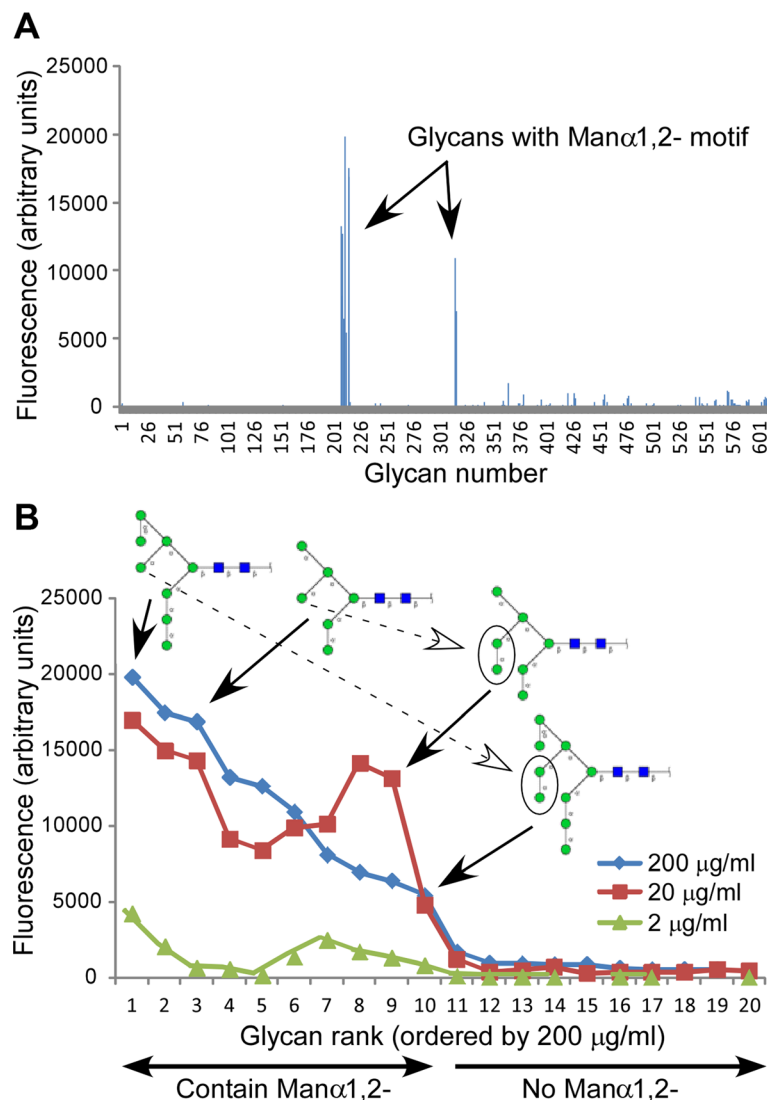 A
Fluorescence (arbitrary units)
25000
20000
15000
10000
5000
0
Glycans with Manα1,2- motif
1 26 51 76 101 126 151 176 201 226 251 276 301 326 351 376 401 426 451 476 501 526 551 576 601
Glycan number
B
Fluorescence (arbitrary units)
25000
20000
15000
10000
5000
0
200 µg/ml
20 µg/ml
2 µg/ml
1 2 3 4 5 6 7 8 9 10 11 12 13 14 15 16 17 18 19 20
Glycan rank (ordered by 200 µg/ml)
Contain Manα1,2-
No Manα1,2-